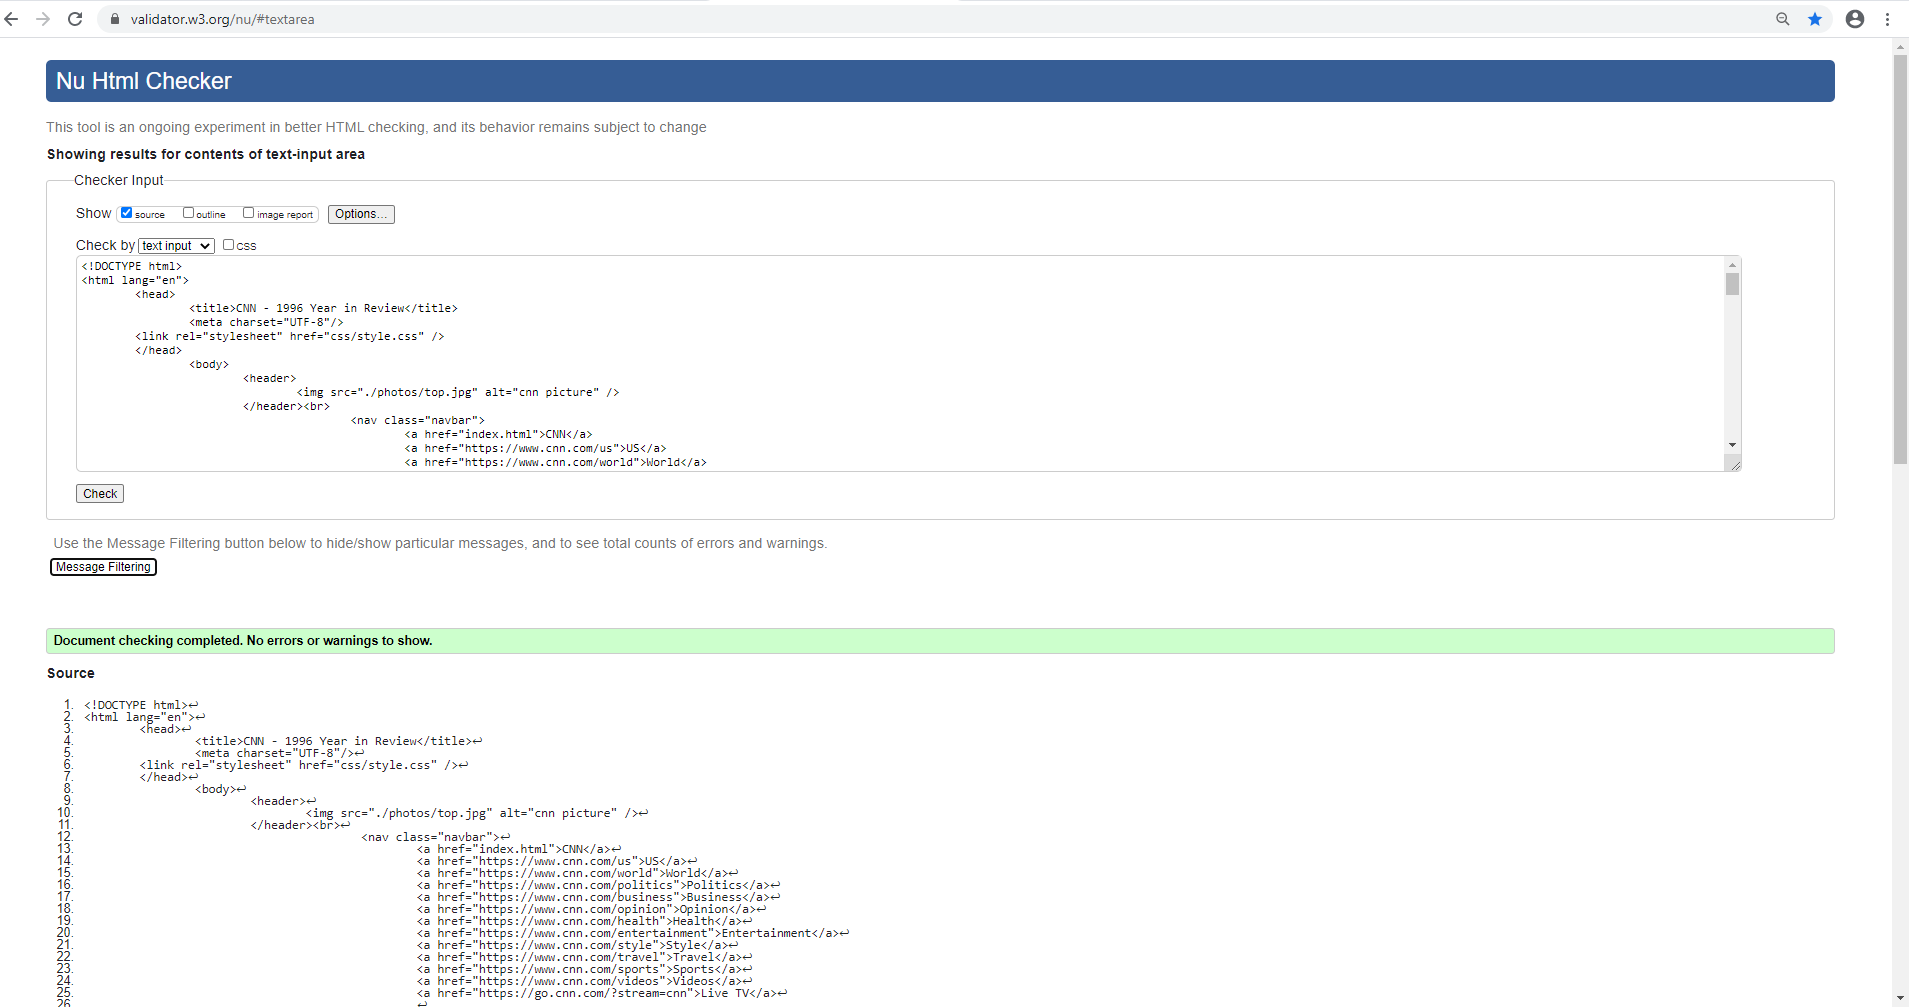 validator.w3.org/nu/#textarea
Nu Html Checker
This tool is an ongoing experiment in better HTML checking, and its behavior remains subject to change
Showing results for contents of text-input area
Checker Input
Show source outline image report Options...
Check by text input css
<!DOCTYPE html>
<html lang="en">
<head>
<title>CNN - 1996 Year in Review</title>
<meta charset="UTF-8"/>
<link rel="stylesheet" href="css/style.css" />
</head>
<body>
<header>
<img src="./photos/top.jpg" alt="cnn picture" />
</header><br>
<nav class="navbar">
<a href="index.html">CNN</a>
<a href="https://www.cnn.com/us">US</a>
<a href="https://www.cnn.com/world">World</a>
Check
Use the Message Filtering button below to hide/show particular messages, and to see total counts of errors and warnings.
Message Filtering
Document checking completed. No errors or warnings to show.
Source
1. <!DOCTYPE html>↩
2. <html lang="en">↩
3. <head>↩
4. <title>CNN - 1996 Year in Review</title>↩
5. <meta charset="UTF-8"/>↩
6. <link rel="stylesheet" href="css/style.css" />↩
7. </head>↩
8. <body>↩
9. <header>↩
10. <img src="./photos/top.jpg" alt="cnn picture" />↩
11. </header><br>↩
12. <nav class="navbar">↩
13. <a href="index.html">CNN</a>↩
14. <a href="https://www.cnn.com/us">US</a>↩
15. <a href="https://www.cnn.com/world">World</a>↩
16. <a href="https://www.cnn.com/politics">Politics</a>↩
17. <a href="https://www.cnn.com/business">Business</a>↩
18. <a href="https://www.cnn.com/opinion">Opinion</a>↩
19. <a href="https://www.cnn.com/health">Health</a>↩
20. <a href="https://www.cnn.com/entertainment">Entertainment</a>↩
21. <a href="https://www.cnn.com/style">Style</a>↩
22. <a href="https://www.cnn.com/travel">Travel</a>↩
23. <a href="https://www.cnn.com/sports">Sports</a>↩
24. <a href="https://www.cnn.com/videos">Videos</a>↩
25. <a href="https://go.cnn.com/?stream=cnn">Live TV</a>↩
26. ↩